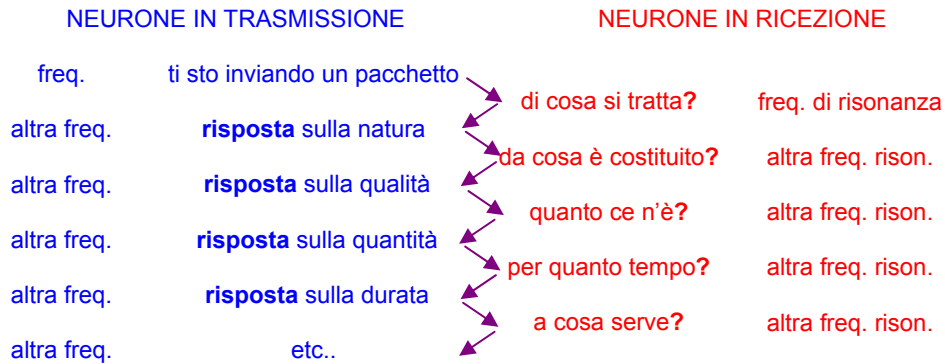 NEURONE IN TRASMISSIONE NEURONE IN RICEZIONE
freq. ti sto inviando un pacchetto
di cosa si tratta? freq. di risonanza
altra freq. risposta sulla natura
da cosa è costituito? altra freq. rison.
altra freq. risposta sulla qualità
quanto ce n'è? altra freq. rison.
altra freq. risposta sulla quantità
per quanto tempo? altra freq. rison.
altra freq. risposta sulla durata
a cosa serve? altra freq. rison.
altra freq. etc..